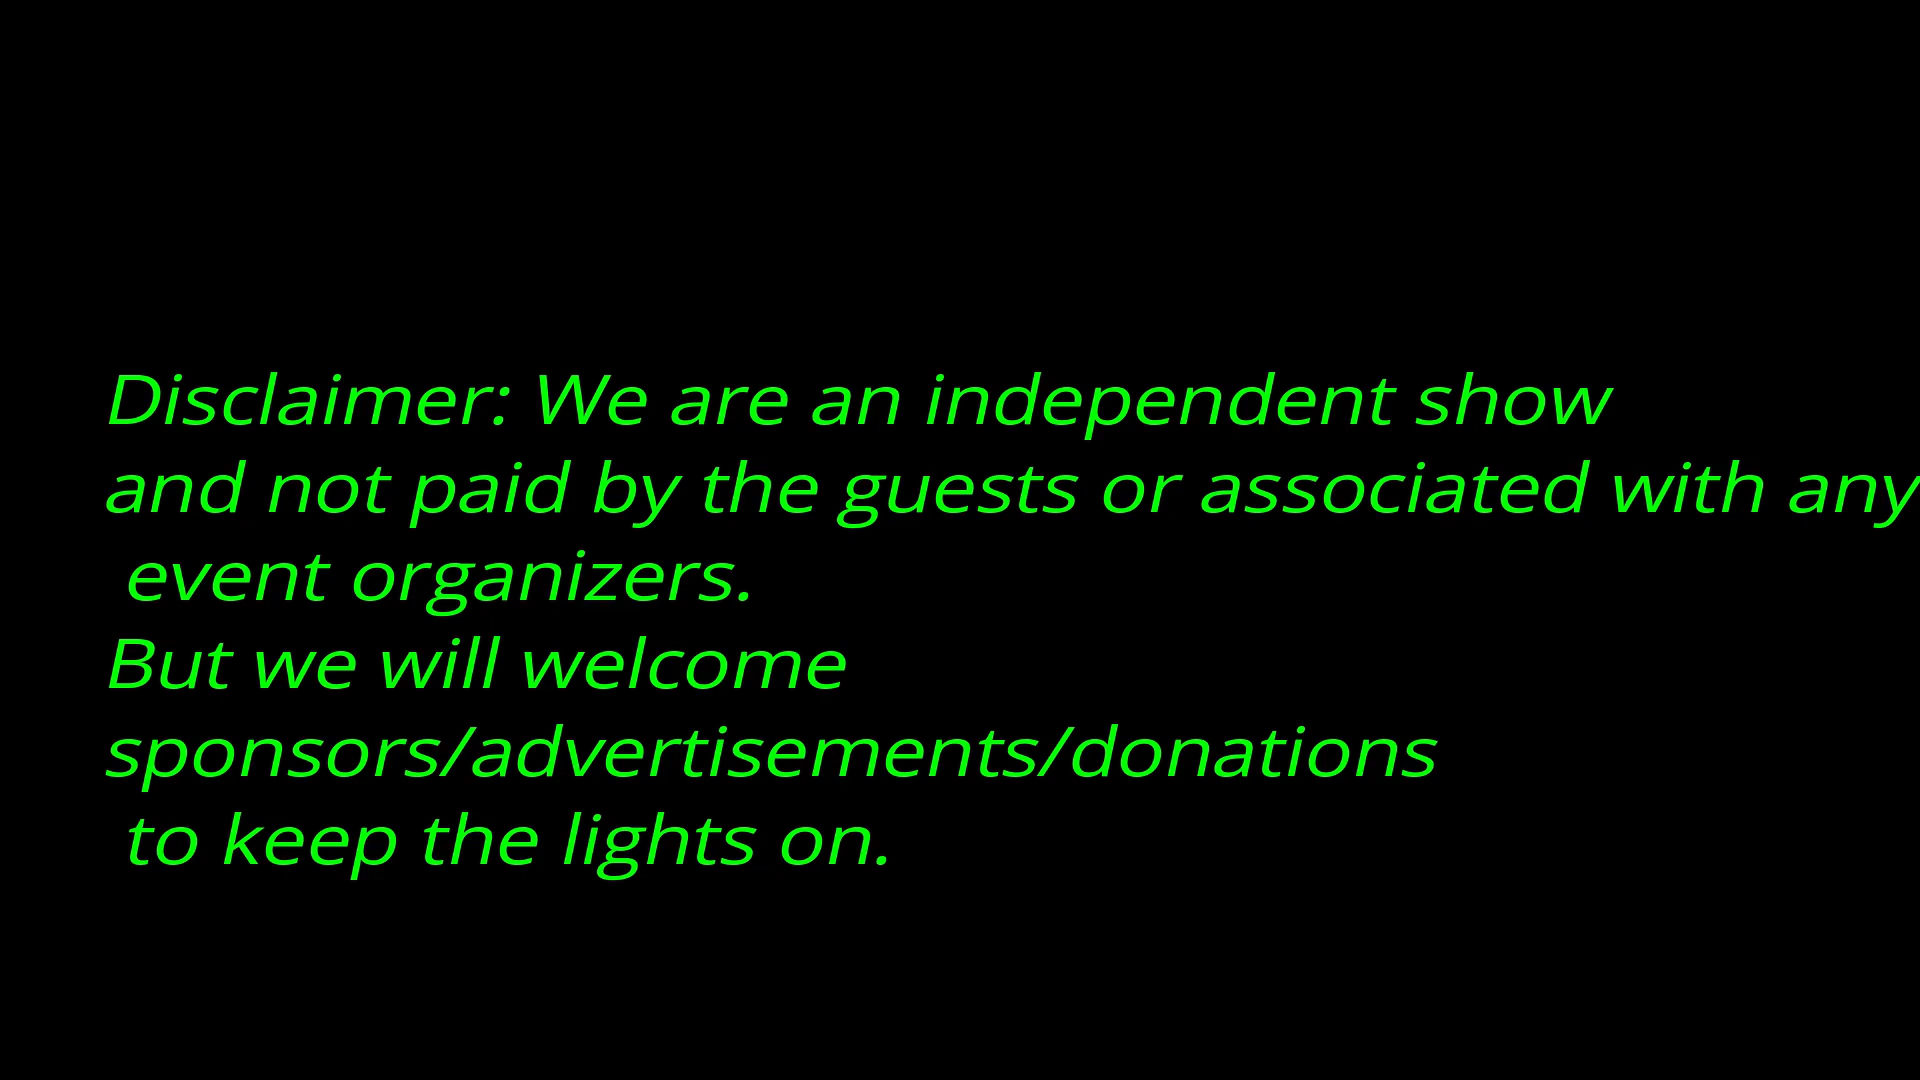 Disclaimer: We are an independent show
and not paid by the guests or associated with any
event organizers.
But we will welcome
sponsors/advertisements/donations
to keep the lights on.